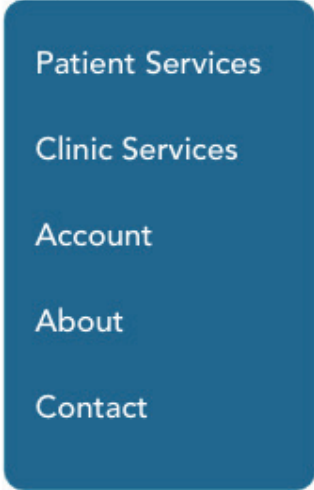 Patient Services
Clinic Services
Account
About
Contact